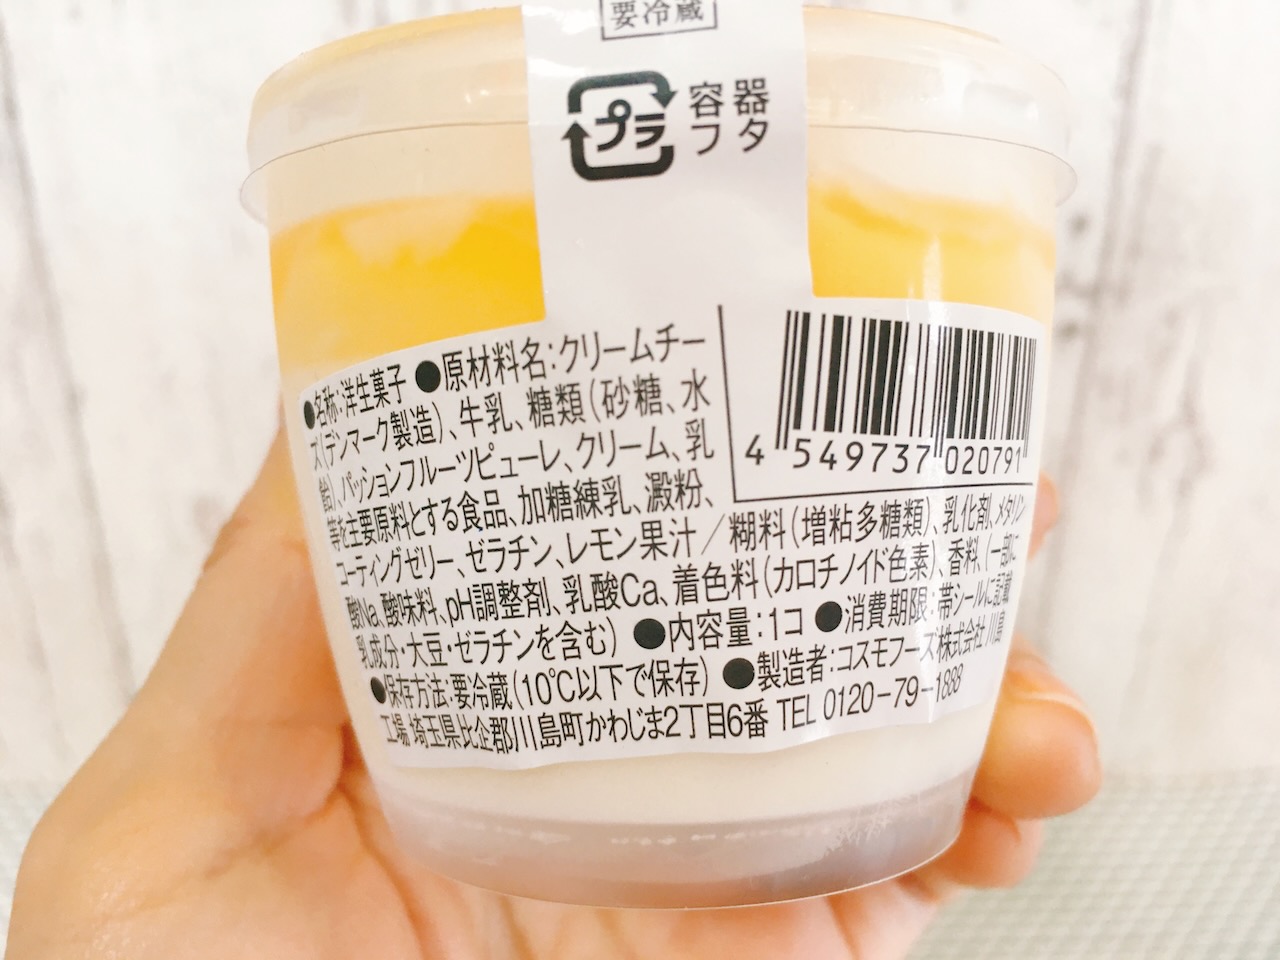 要冷蔵
プラ
容器
フタ
●名称:洋生菓子 ●原材料名:クリームチー
ズ(デンマーク製造)、牛乳、糖類(砂糖、水
飴)、パッションフルーツピューレ、クリーム、乳
等を主要原料とする食品、加糖練乳、澱粉、
コーティングゼリー、ゼラチン、レモン果汁/糊料(増粘多糖類)、乳化剤、メタリン
酸Na、酸味料、pH調整剤、乳酸Ca、着色料(カロチノイド色素)、香料、(一部に
乳成分・大豆・ゼラチンを含む) ●内容量:1コ ●消費期限:帯シールに記載
●保存方法:要冷蔵(10℃以下で保存) ●製造者:コスモフーズ株式会社 川島
工場 埼玉県比企郡川島町かわじま2丁目6番 TEL 0120-79-1888
4 549737 020791